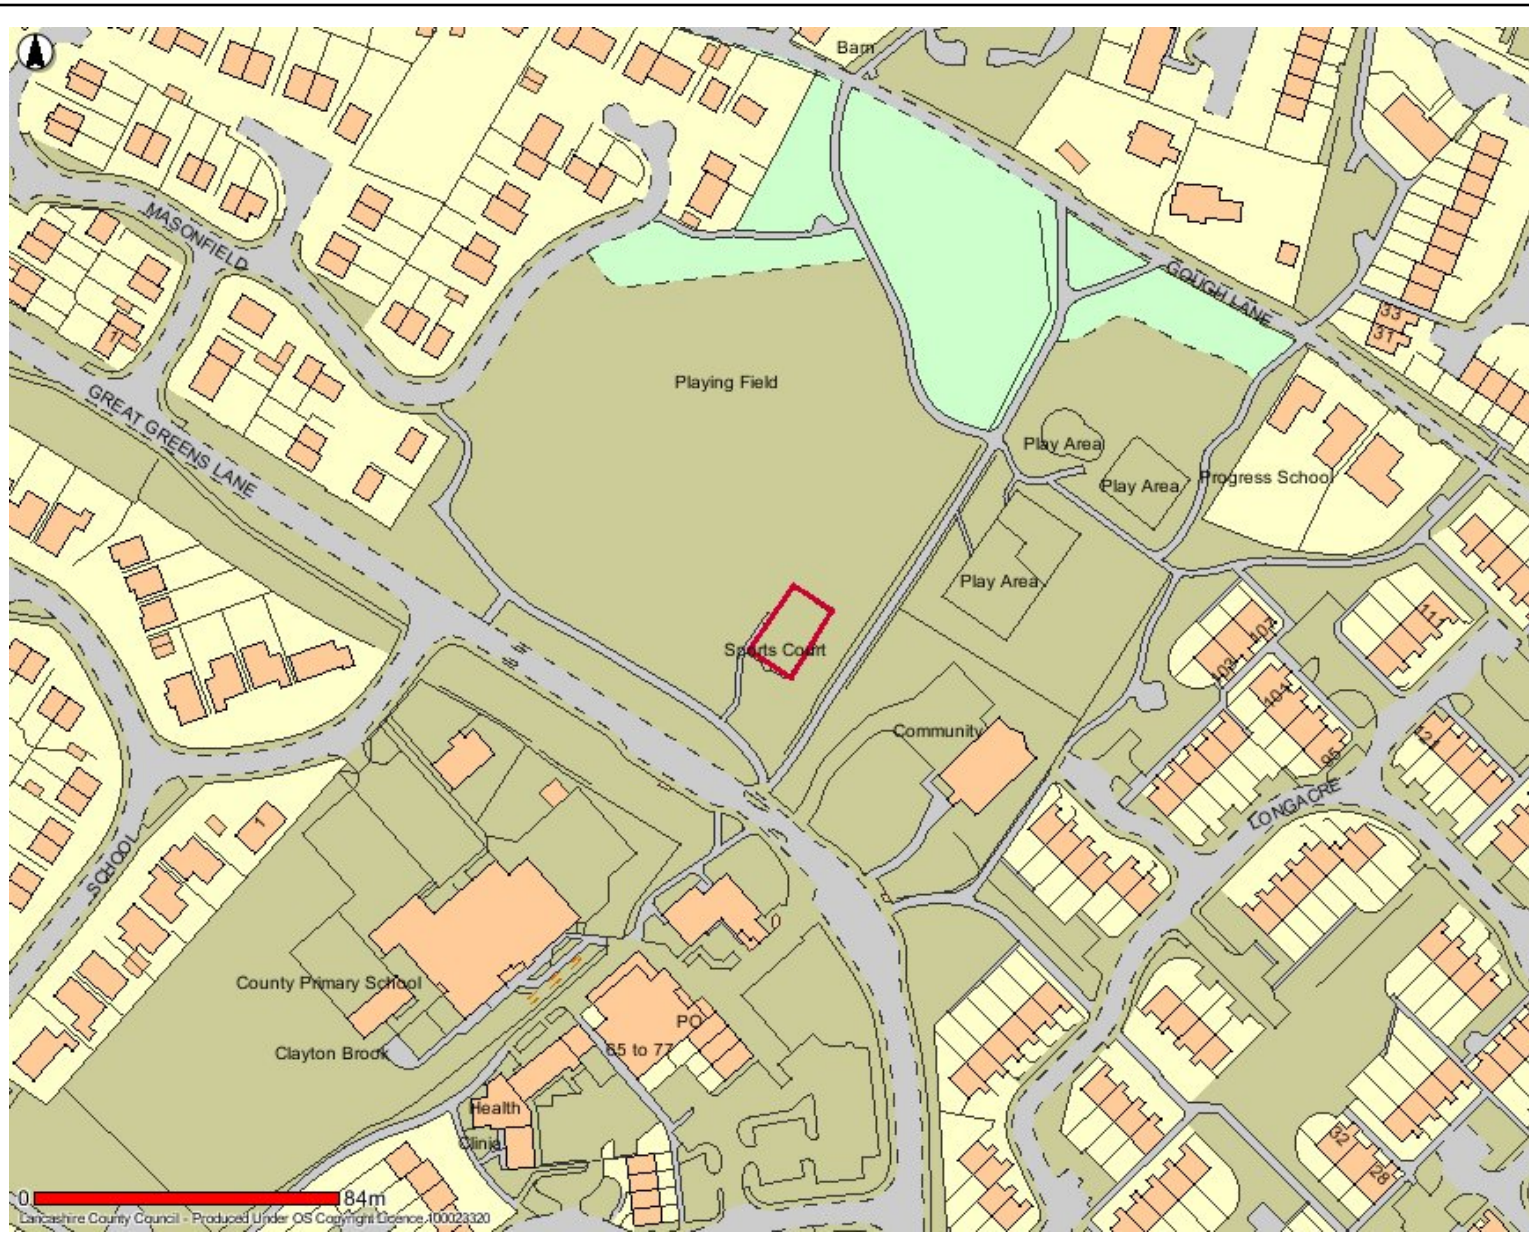 Barn
MASONFIELD
GOUGH LANE
33
31
11
Playing Field
GREAT GREENS LANE
Play Area
Play Area
Progress School
Play Area
107
111
Sports Court
103
104
Community
121
95
LONGACRE
1
SCHOOL
County Primary School
PO
65 to 77
Clayton Brook
Health
Clinic
32
28
0 84m
Lancashire County Council - Produced Under OS Copyright Licence 100023320